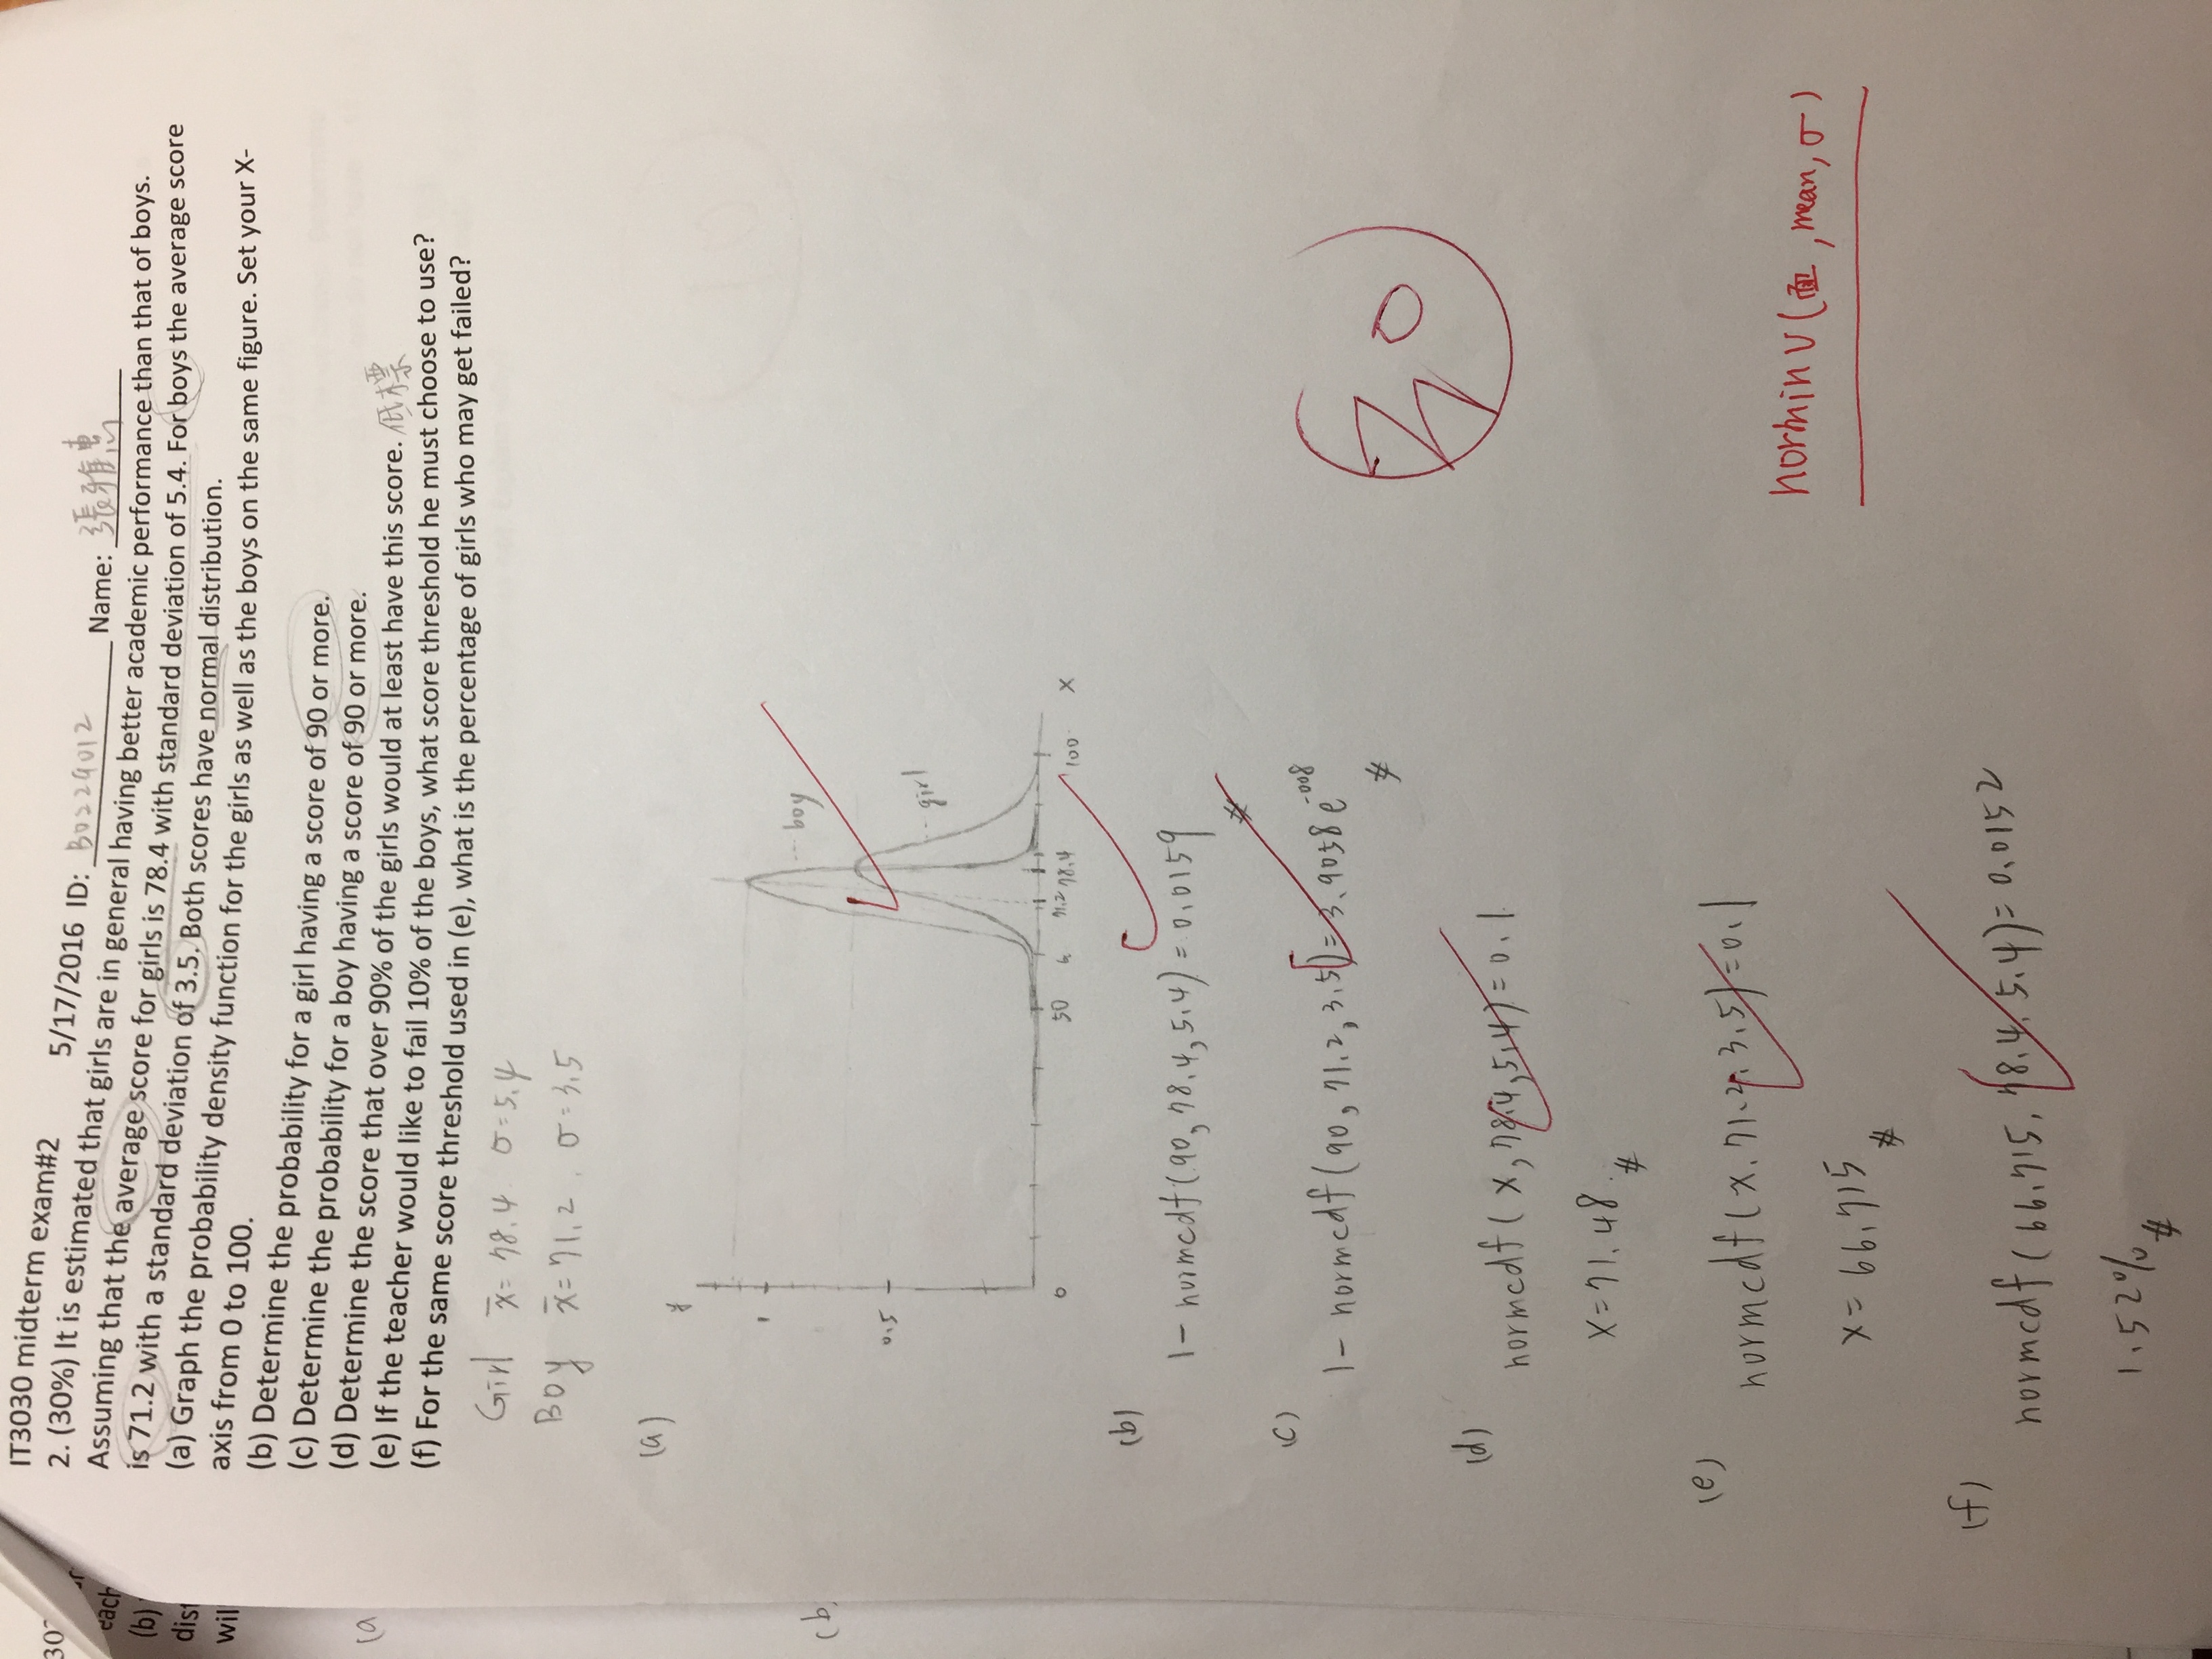 IT3030 midterm exam#2 5/17/2016 ID: B0229012 Name: 張雅惠
2. (30%) It is estimated that girls are in general having better academic performance than that of boys.
Assuming that the average score for girls is 78.4 with standard deviation of 5.4. For boys the average score
is 71.2 with a standard deviation of 3.5. Both scores have normal distribution.
(a) Graph the probability density function for the girls as well as the boys on the same figure. Set your X-
axis from 0 to 100.
(b) Determine the probability for a girl having a score of 90 or more.
(c) Determine the probability for a boy having a score of 90 or more.
(d) Determine the score that over 90% of the girls would at least have this score. 低標
(e) If the teacher would like to fail 10% of the boys, what score threshold he must choose to use?
(f) For the same score threshold used in (e), what is the percentage of girls who may get failed?
Girl x̄= 78.4 σ=5.4
Boy x̄=71.2, σ=3.5
(a)
y
1
boy
0.5
girl
0 50 6 71.2 78.4 100 x
(b)
1- normcdf(90,78.4,5.4) = 0.0159 #
(c)
1- normcdf(90,71.2,3.5)=3.9058 e^-008 #
30
(d)
normcdf( x,78.4,5.4)=0.1
x=71.48 #
(e)
normcdf(x.71.2.3.5)=0.1
norminv(面,mean,σ)
x= 66.715 #
(f)
normcdf(66.715,78.4,5.4)= 0.0152
1.52% #
30
each
(b)
dist
will
(a
(b